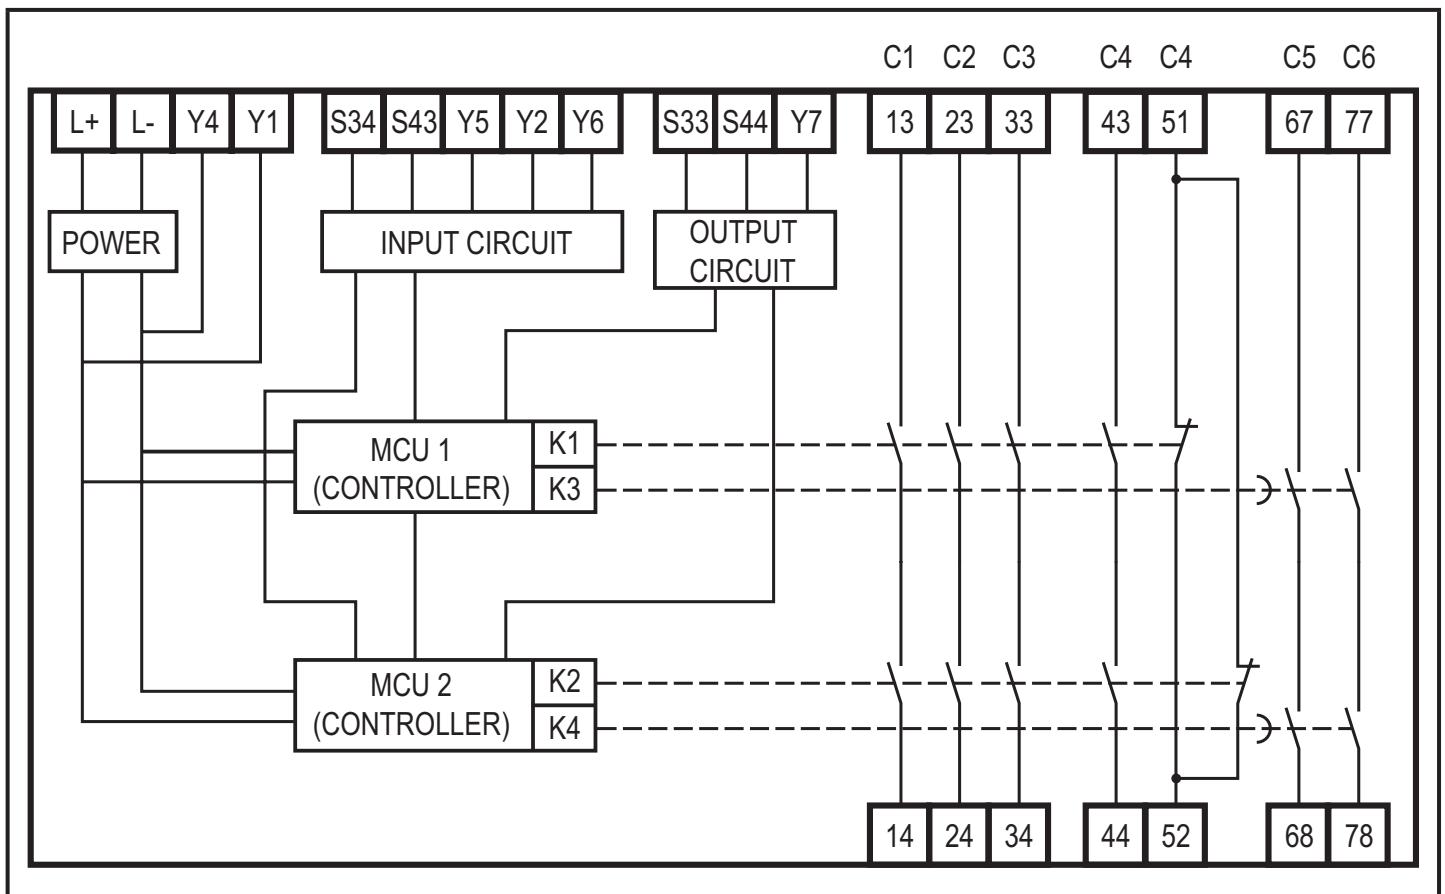 C1 C2 C3 C4 C4 C5 C6
L+ L- Y4 Y1 S34 S43 Y5 Y2 Y6 S33 S44 Y7 13 23 33 43 51 67 77
POWER
INPUT CIRCUIT
OUTPUT
CIRCUIT
MCU 1
(CONTROLLER)
K1
K3
MCU 2
(CONTROLLER)
K2
K4
14 24 34 44 52 68 78